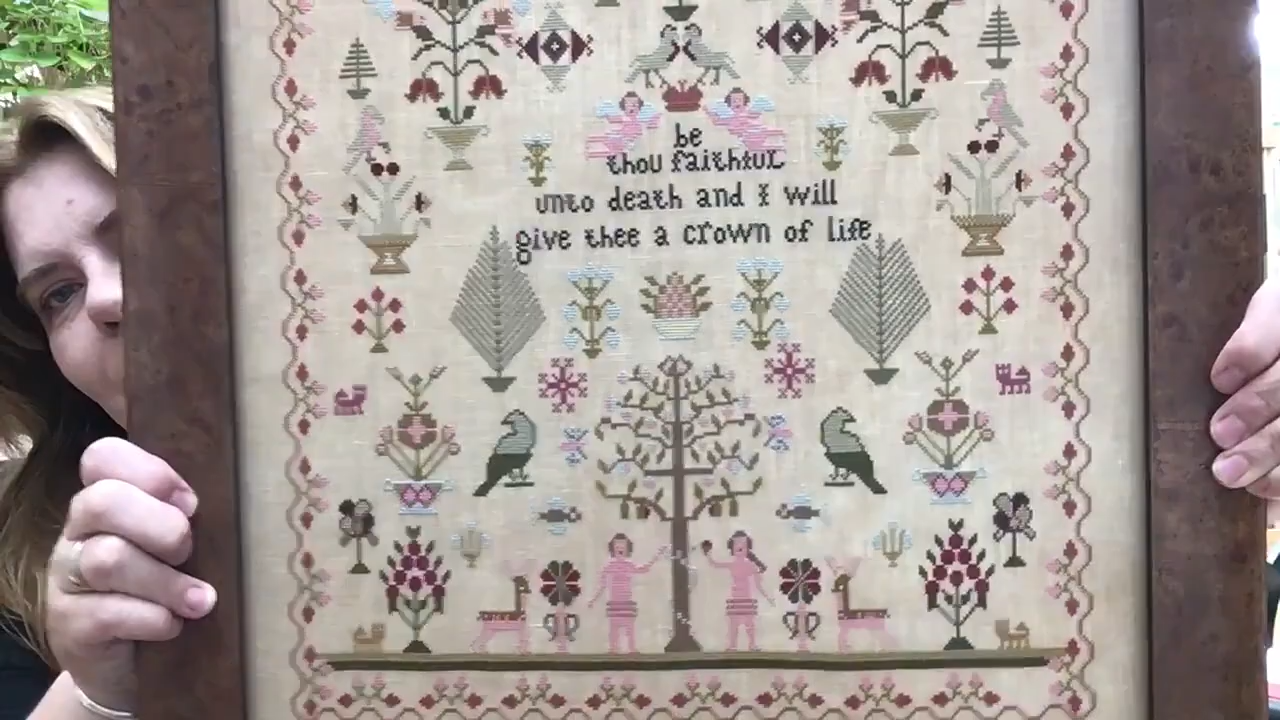 be
thou faithful
unto death and I will
give thee a crown of life